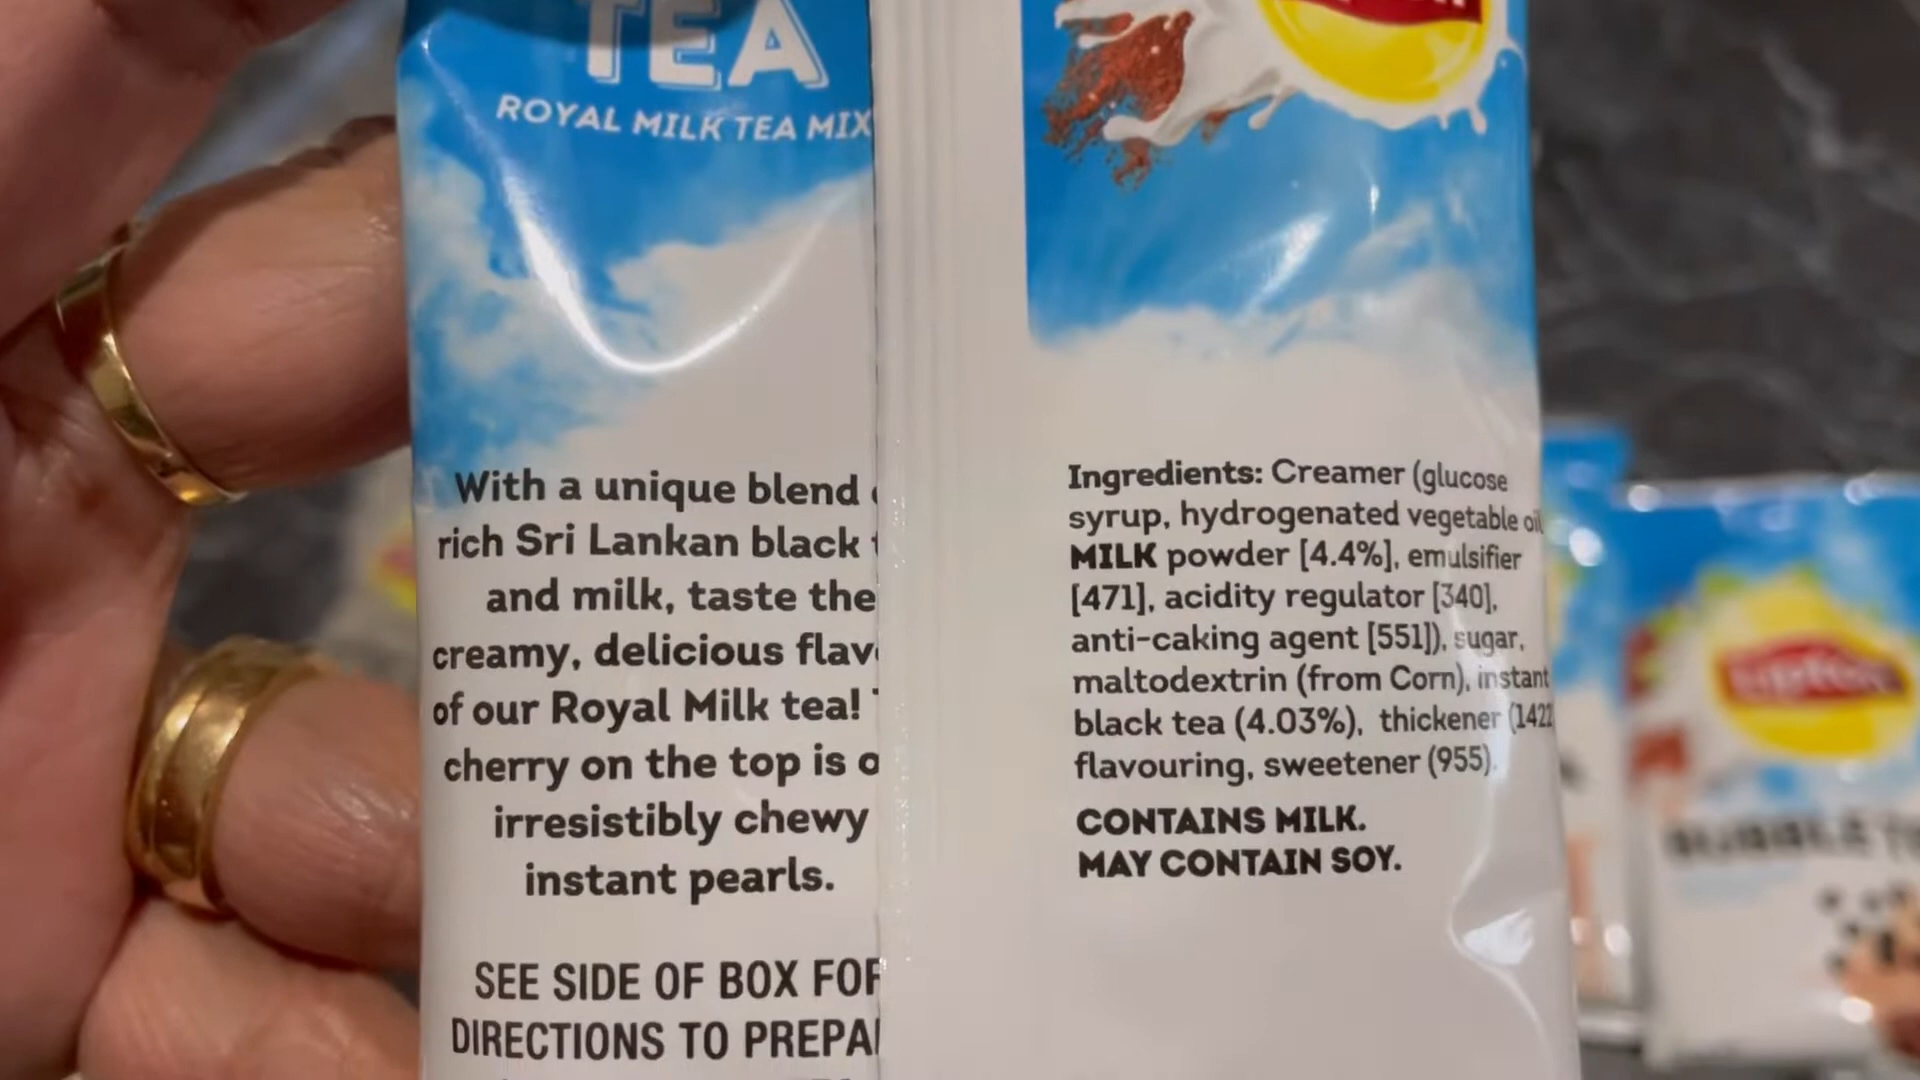 TEA
ROYAL MILK TEA MIX
With a unique blend
rich Sri Lankan black
and milk, taste the
creamy, delicious
of our Royal Milk tea!
cherry on the top is
irresistibly chewy
instant pearls.
SEE SIDE OF BOX FOR
DIRECTIONS TO
Ingredients: Creamer (glucose
syrup, hydrogenated vegetable oil
MILK powder [4.4%], emulsifier
[471], acidity regulator [340],
anti-caking agent [551]), sugar,
maltodextrin (from Corn), instant
black tea (4.03%), thickener (1422
flavouring, sweetener (955).
CONTAINS MILK.
MAY CONTAIN SOY.
Lipton
BUBBLE